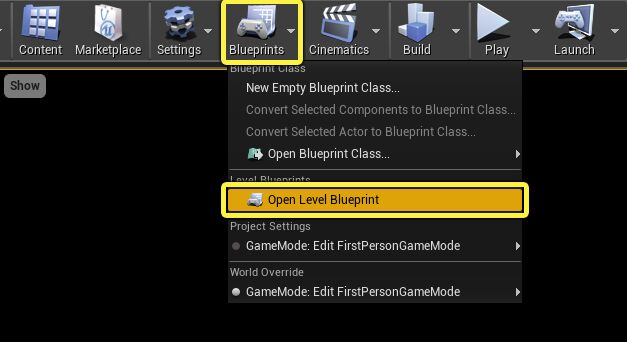 Content Marketplace Settings Blueprints Cinematics Build Play Launch
Show
Blueprint Class
New Empty Blueprint Class...
Convert Selected Components to Blueprint Class...
Convert Selected Actor to Blueprint Class...
Open Blueprint Class...
Level Blueprints
Open Level Blueprint
Project Settings
GameMode: Edit FirstPersonGameMode
World Override
GameMode: Edit FirstPersonGameMode